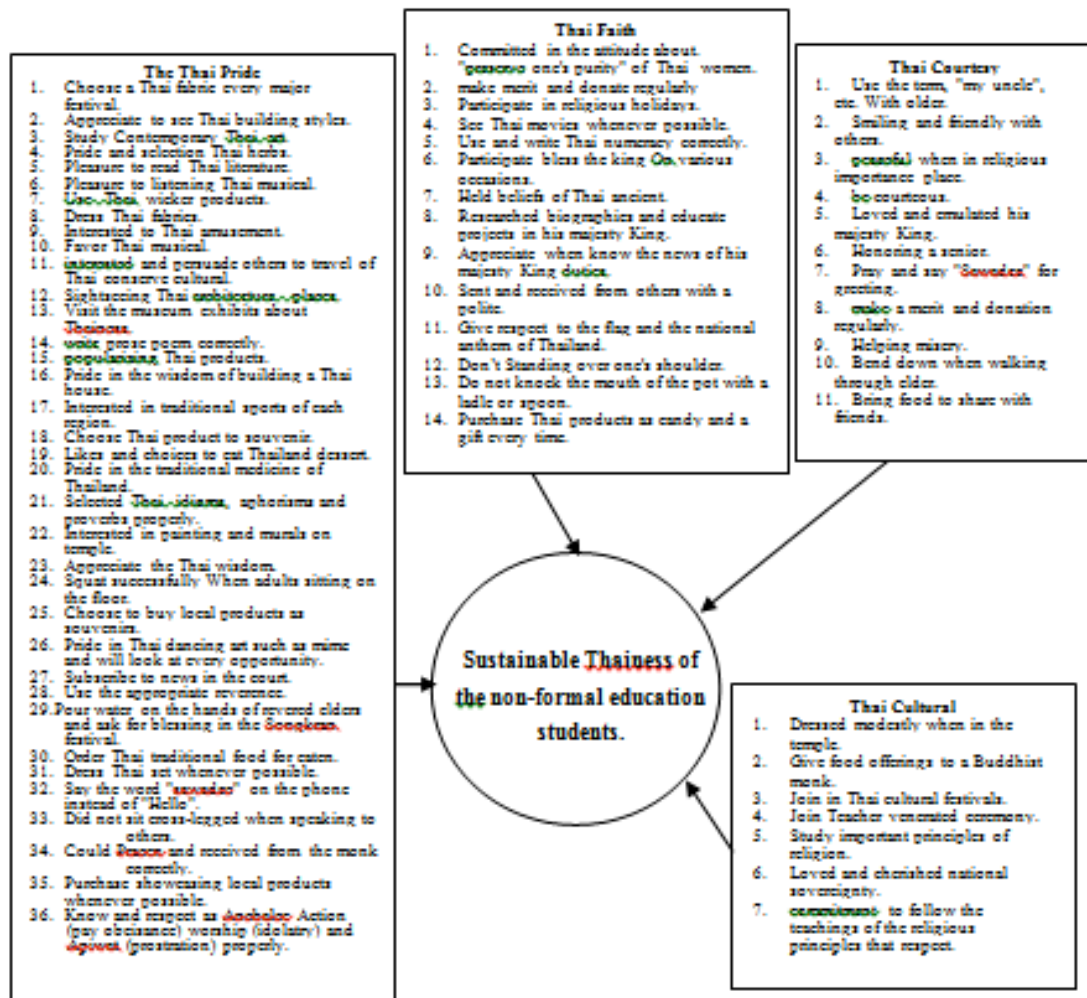 The Thai Pride
1. Choose a Thai fabric every major
festival.
2. Appreciate to see Thai building styles.
3. Study Contemporary Thai art.
4. Pride and selection Thai herbs.
5. Pleasure to read Thai literature.
6. Pleasure to listening Thai musical.
7. Use Thai wicker products.
8. Dress Thai fabrics.
9. Interested to Thai amusement.
10. Favor Thai musical.
11. interested and persuade others to travel of
Thai conserve cultural.
12. Sightseeing Thai architecture places.
13. Visit the museum exhibits about
Thainess.
14. write prose poem correctly.
15. popularizing Thai products.
16. Pride in the wisdom of building a Thai
house.
17. Interested in traditional sports of each
region.
18. Choose Thai product to souvenir.
19. Likes and choices to eat Thailand dessert.
20. Pride in the traditional medicine of
Thailand.
21. Selected Thai idioms, aphorisms and
proverbs properly.
22. Interested in painting and murals on
temple.
23. Appreciate the Thai wisdom.
24. Squat successfully When adults sitting on
the floor.
25. Choose to buy local products as
souvenirs.
26. Pride in Thai dancing art such as mime
and will look at every opportunity.
27. Subscribe to news in the court.
28. Use the appropriate reverence.
29.Pour water on the hands of revered elders
and ask for blessing in the Songkran
festival.
30. Order Thai traditional food for eaten.
31. Dress Thai set whenever possible.
32. Say the word "sawadee" on the phone
instead of "Hello".
33. Did not sit cross-legged when speaking to
others.
34. Could and received from the monk
correctly.
35. Purchase showcasing local products
whenever possible.
36. Know and respect as Action
(pay obeisance) worship (idolatry) and
(prostration) properly.
Thai Faith
1. Committed in the attitude about.
"preserve one's purity" of Thai women.
2. make merit and donate regularly
3. Participate in religious holidays.
4. See Thai movies whenever possible.
5. Use and write Thai numeracy correctly.
6. Participate bless the king On various
occasions.
7. Held beliefs of Thai ancient.
8. Researched biographies and educate
projects in his majesty King.
9. Appreciate when know the news of his
majesty King duties.
10. Sent and received from others with a
polite.
11. Give respect to the flag and the national
anthem of Thailand.
12. Don't Standing over one's shoulder.
13. Do not knock the mouth of the pot with a
ladle or spoon.
14. Purchase Thai products as candy and a
gift every time.
Thai Courtesy
1. Use the term, "my uncle",
etc. With older.
2. Smiling and friendly with
others.
3. peaceful when in religious
importance place.
4. be courteous.
5. Loved and emulated his
majesty King.
6. Honoring a senior.
7. Pray and say "Sawadee" for
greeting.
8. make a merit and donation
regularly.
9. Helping misery.
10. Bend down when walking
through elder.
11. Bring food to share with
friends.
Sustainable Thainess of
the non-formal education
students.
Thai Cultural
1. Dressed modestly when in the
temple.
2. Give food offerings to a Buddhist
monk.
3. Join in Thai cultural festivals.
4. Join Teacher venerated ceremony.
5. Study important principles of
religion.
6. Loved and cherished national
sovereignty.
7. commitment to follow the
teachings of the religious
principles that respect.